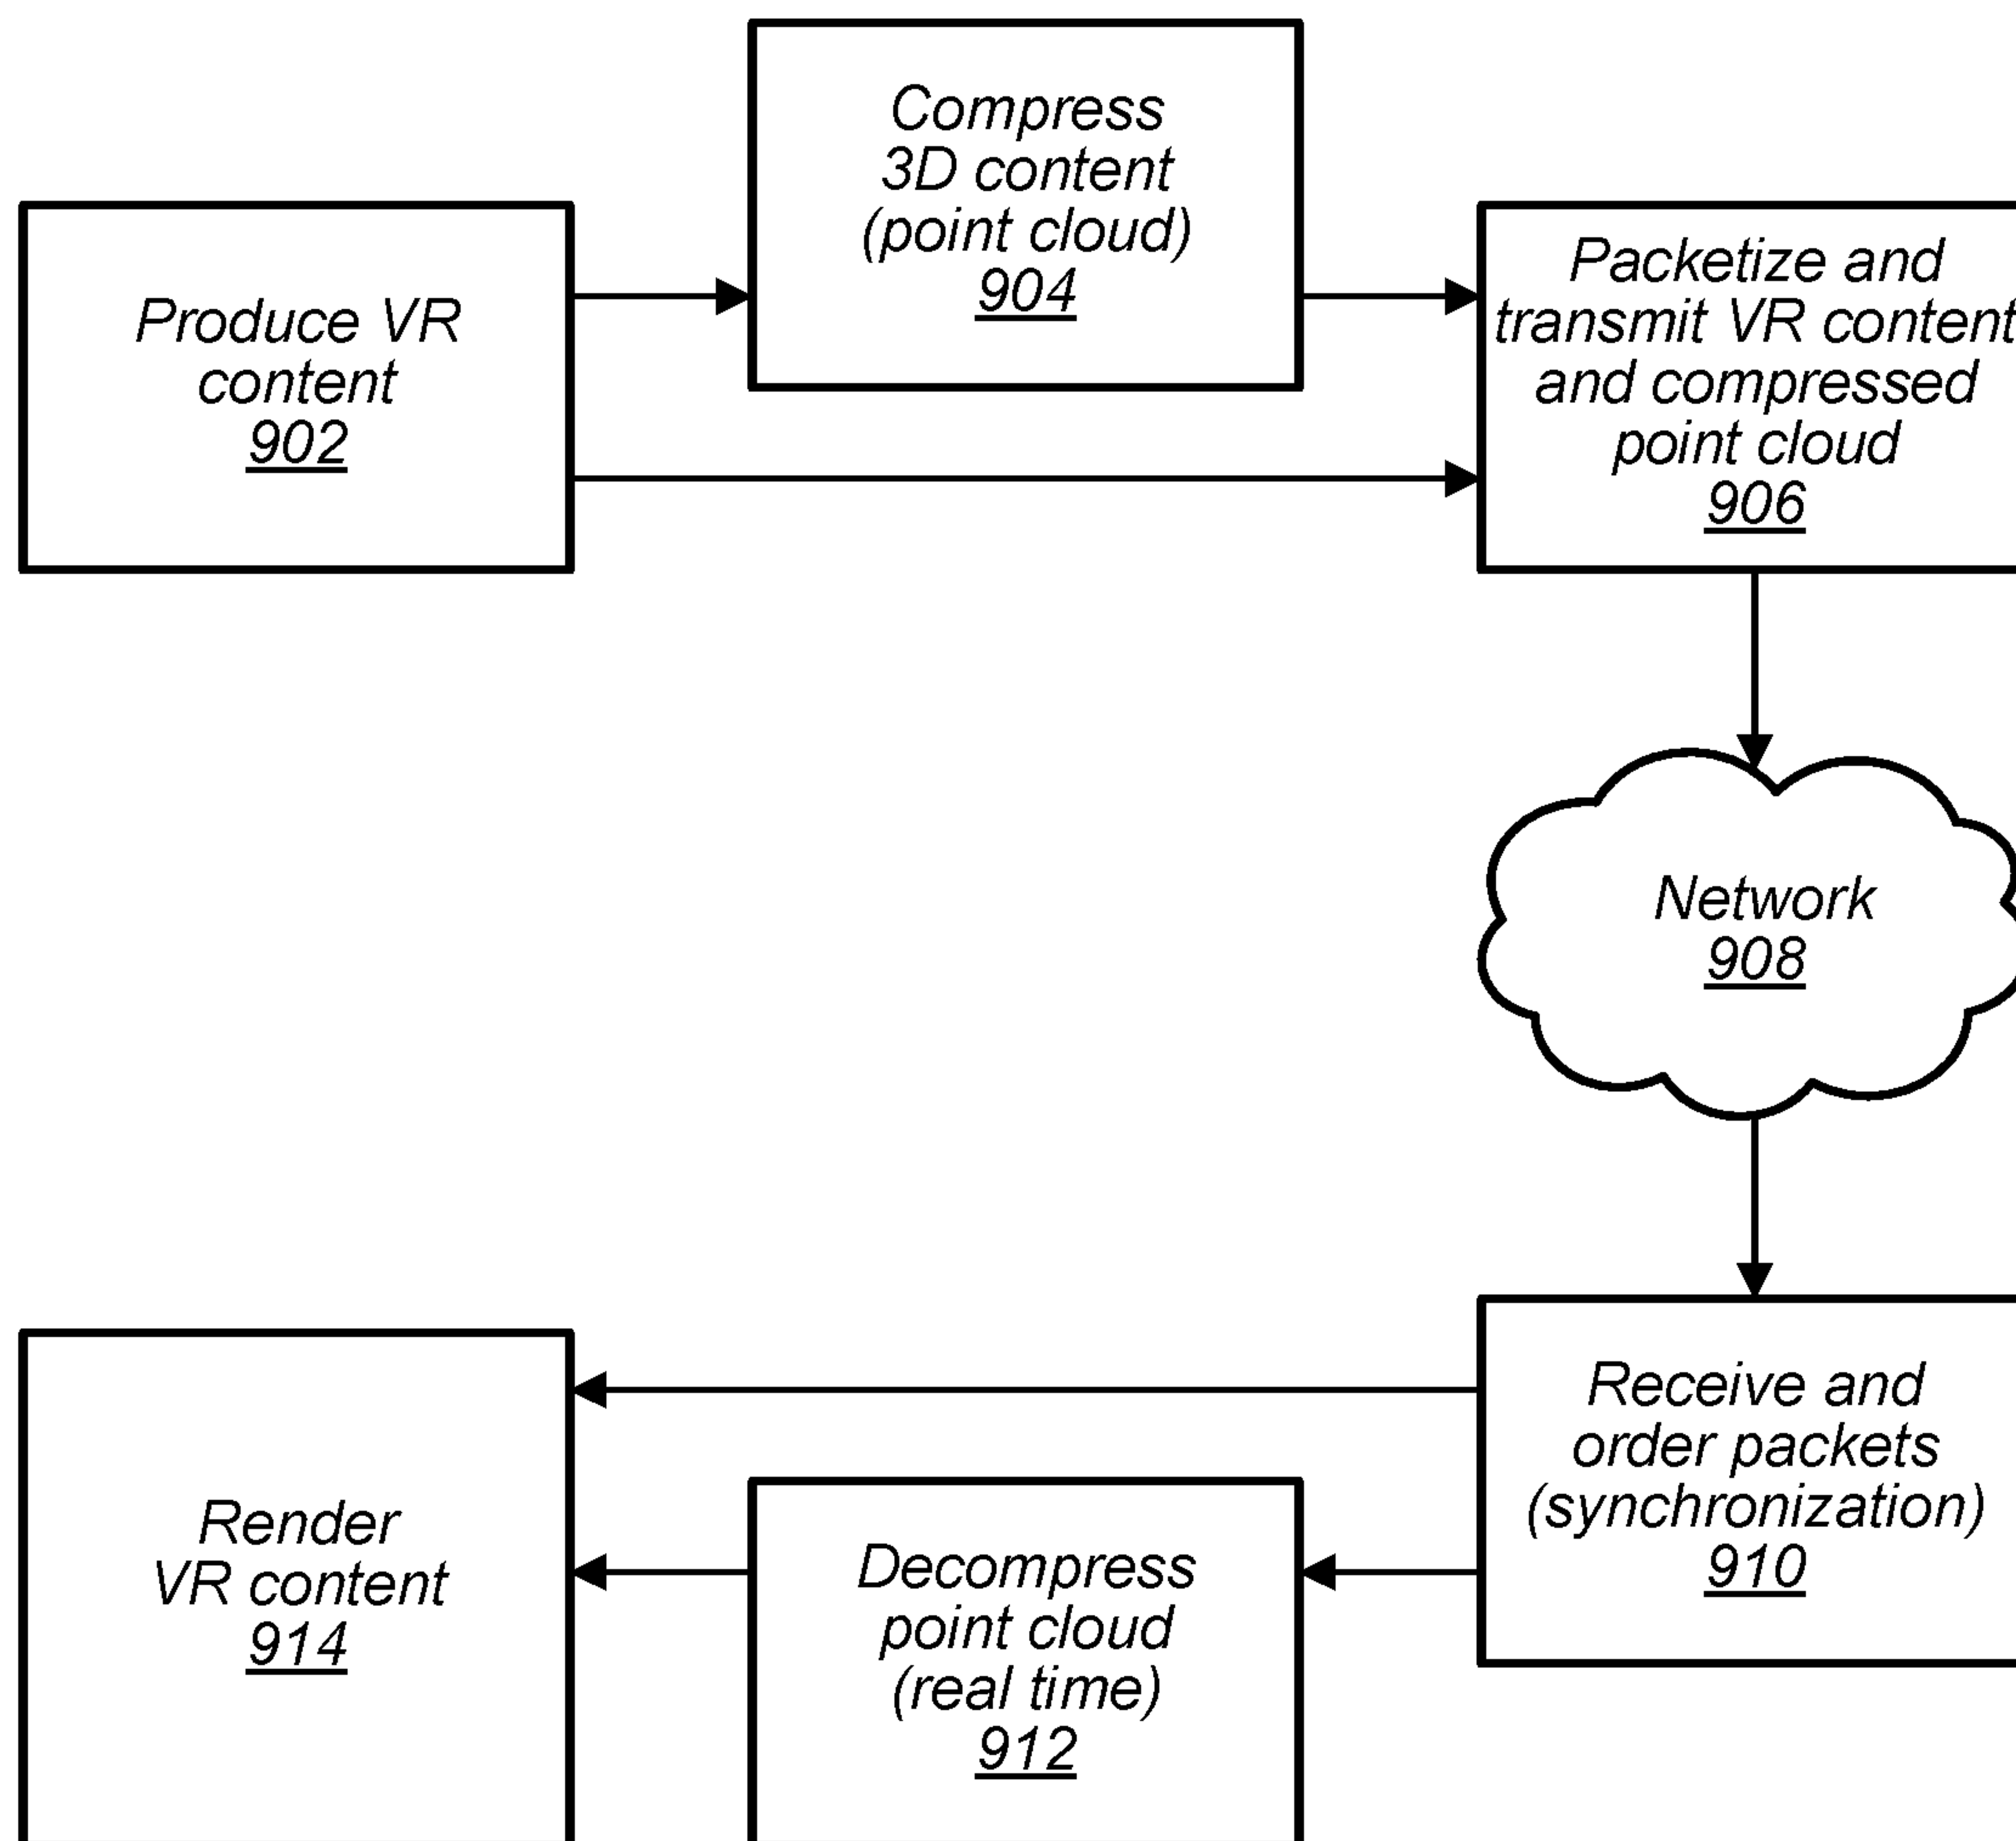 Compress
3D content
(point cloud)
904
Produce VR
content
902
Packetize and
transmit VR content
and compressed
point cloud
906
Network
908
Receive and
order packets
(synchronization)
910
Decompress
point cloud
(real time)
912
Render
VR content
914